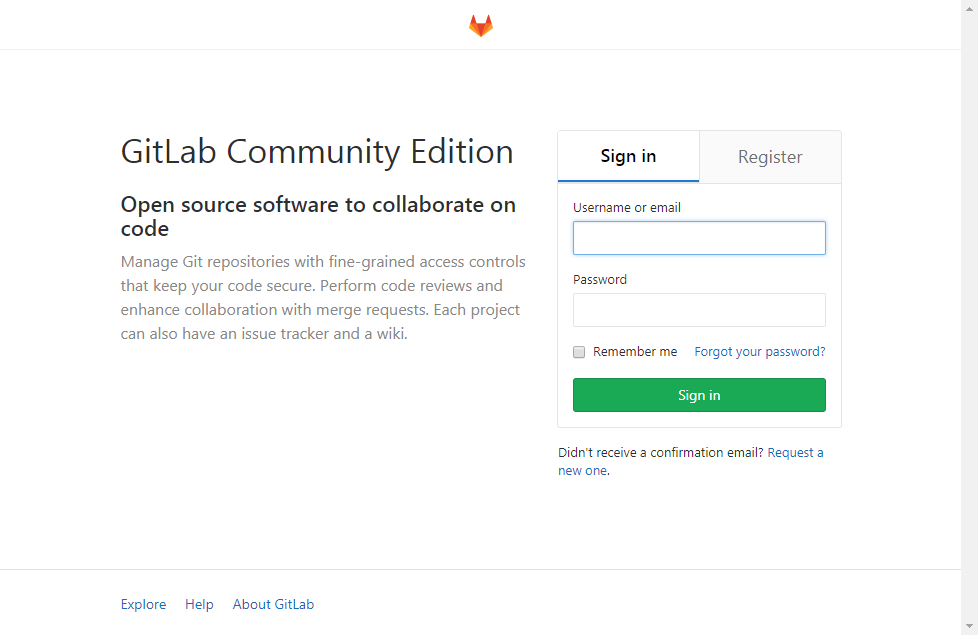 GitLab Community Edition
Open source software to collaborate on
code
Manage Git repositories with fine-grained access controls
that keep your code secure. Perform code reviews and
enhance collaboration with merge requests. Each project
can also have an issue tracker and a wiki.
Sign in
Register
Username or email
Password
Remember me
Forgot your password?
Sign in
Didn't receive a confirmation email? Request a
new one.
Explore
Help
About GitLab